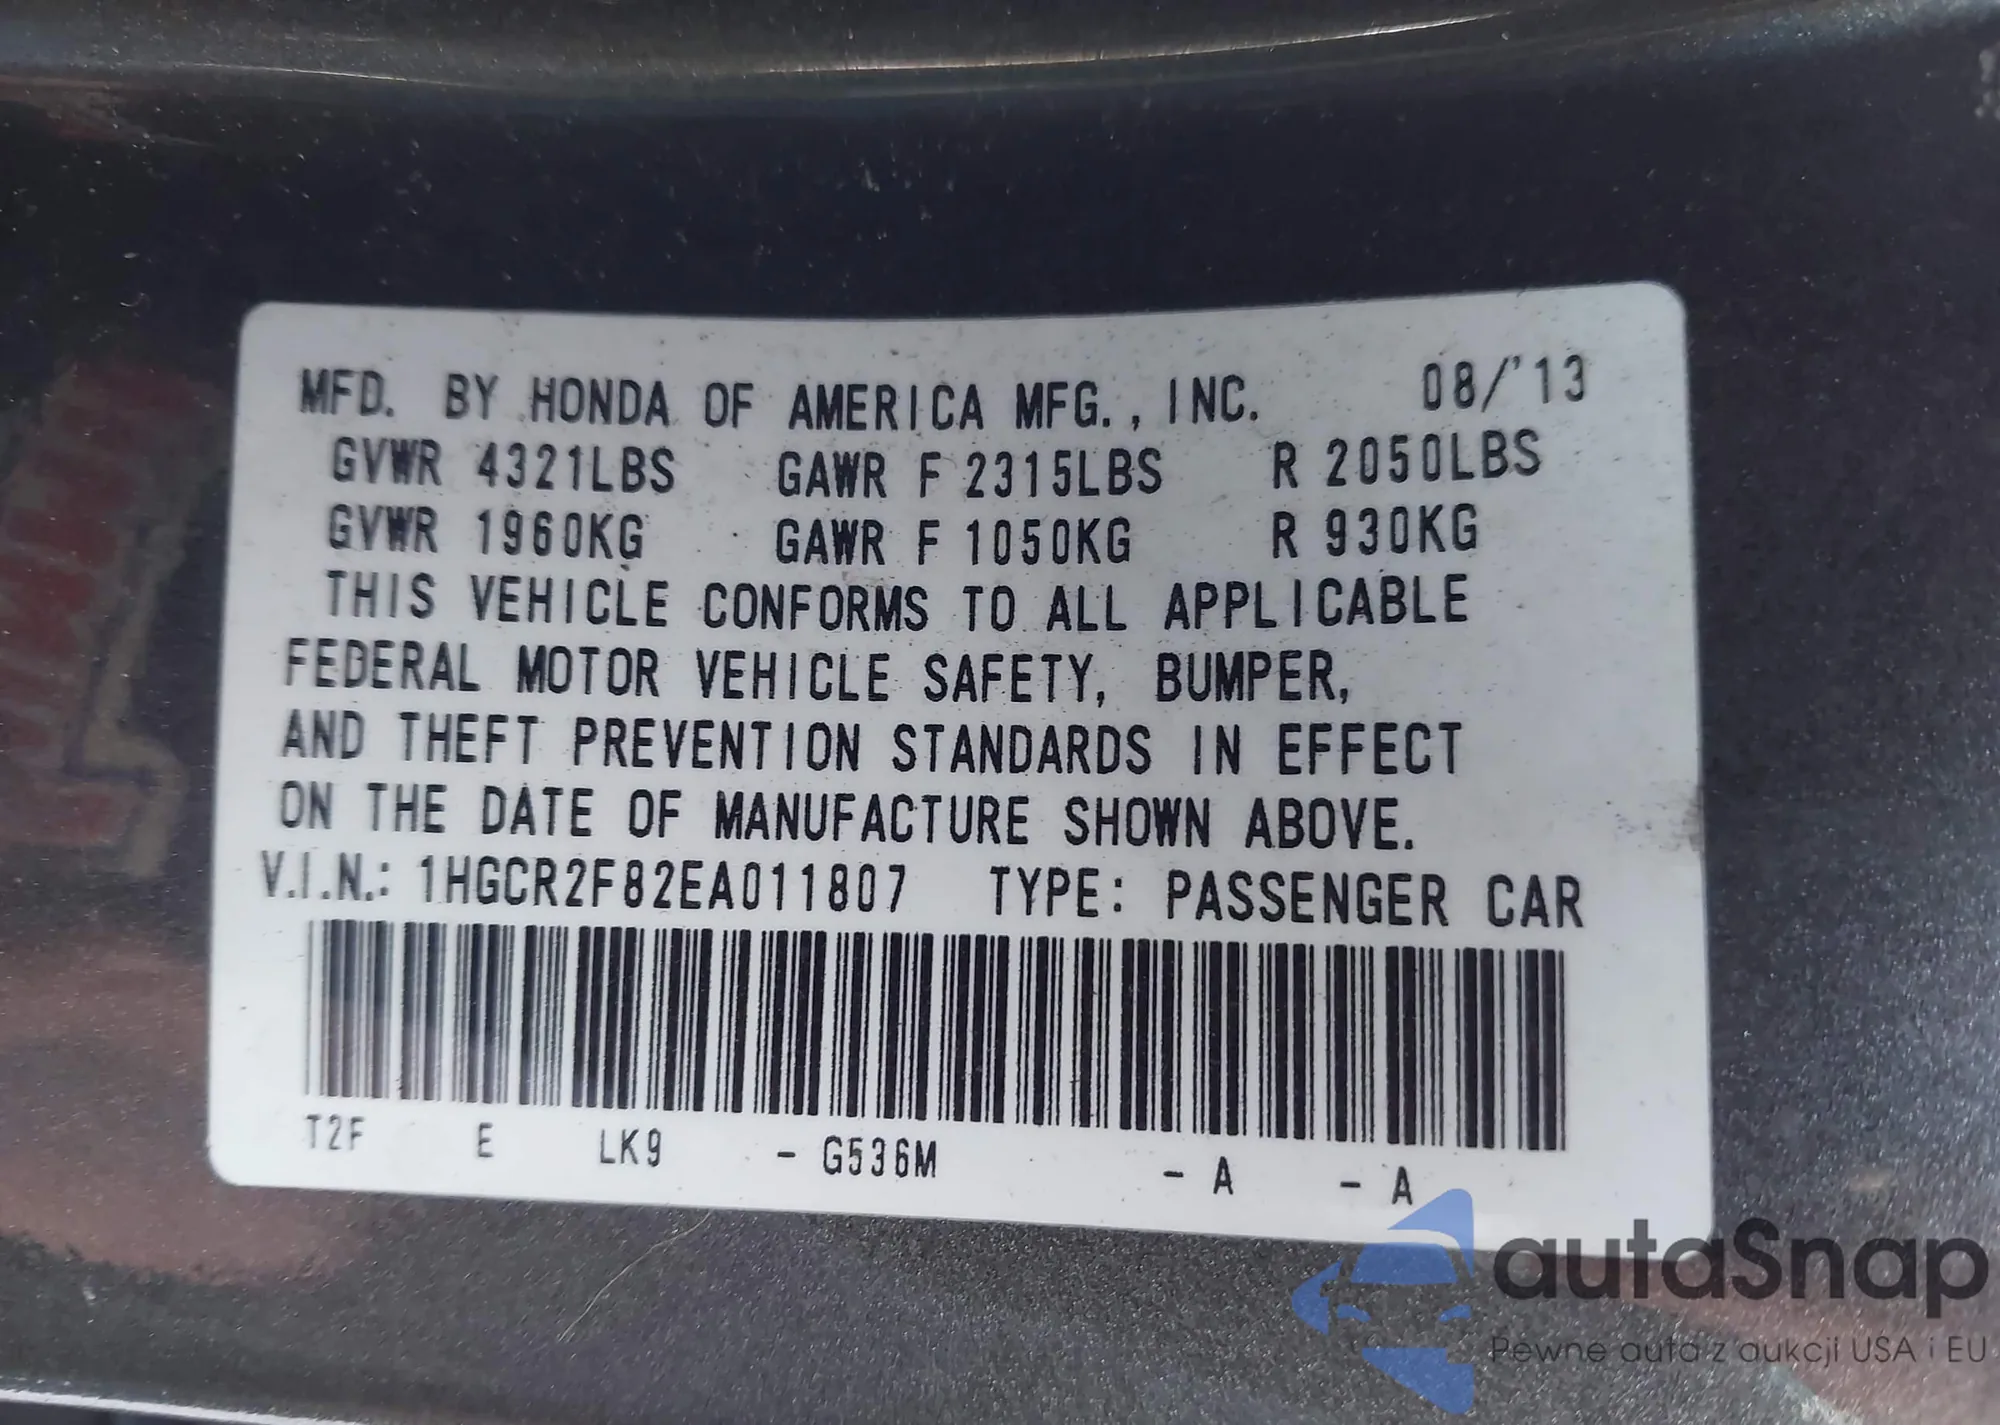 MFD. BY HONDA OF AMERICA MFG., INC. 08/'13
GVWR 4321LBS GAWR F 2315LBS R 2050LBS
GVWR 1960KG GAWR F 1050KG R 930KG
THIS VEHICLE CONFORMS TO ALL APPLICABLE
FEDERAL MOTOR VEHICLE SAFETY, BUMPER,
AND THEFT PREVENTION STANDARDS IN EFFECT
ON THE DATE OF MANUFACTURE SHOWN ABOVE.
V.I.N.: 1HGCR2F82EA011807 TYPE: PASSENGER CAR
T2F E LK9 - G536M - A - A
autaSnap
Pewne auta z aukcji USA i EU